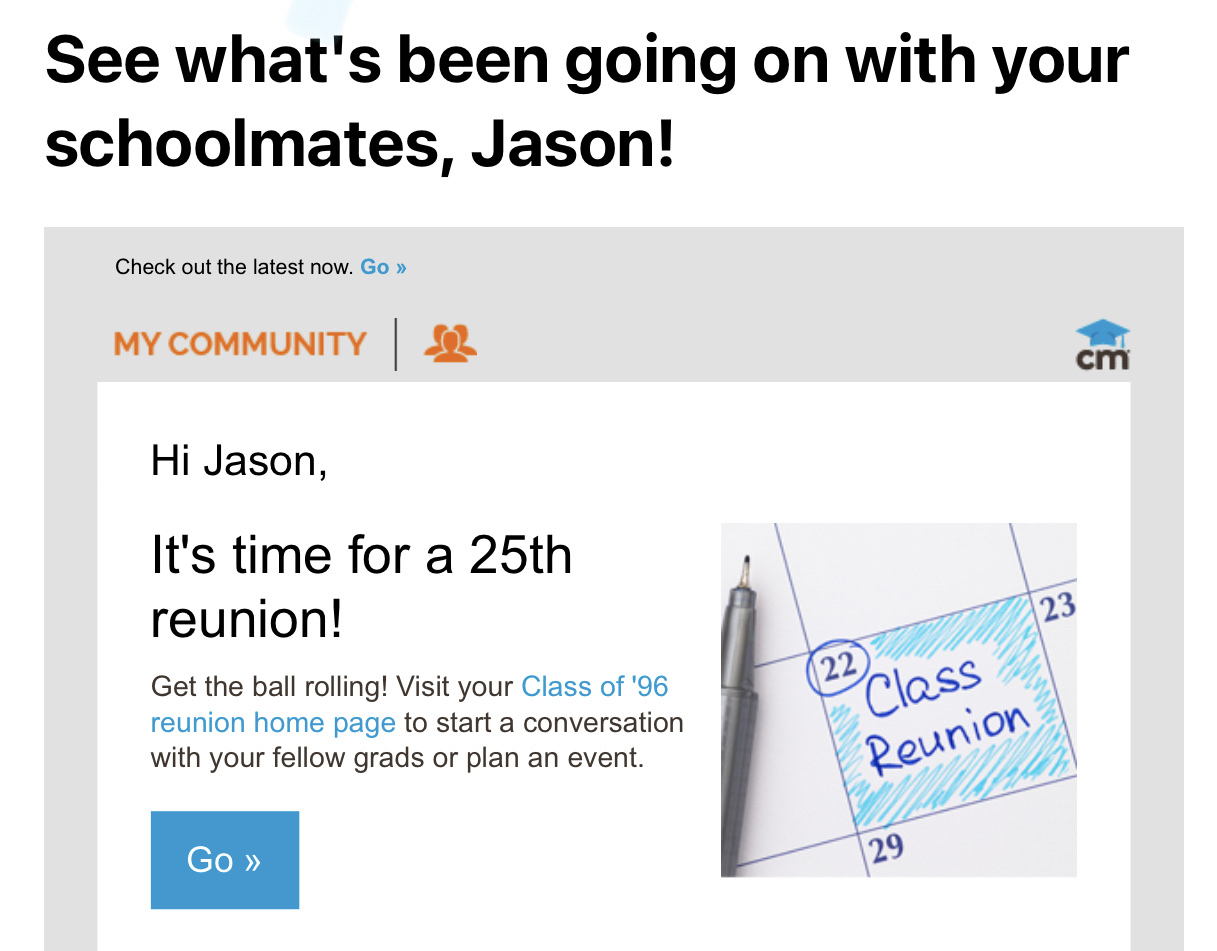 See what's been going on with your
schoolmates, Jason!
Check out the latest now. Go »
MY COMMUNITY
cm
Hi Jason,
It's time for a 25th
reunion!
Get the ball rolling! Visit your Class of '96
reunion home page to start a conversation
with your fellow grads or plan an event.
Go »
23
22
Class
Reunion
29